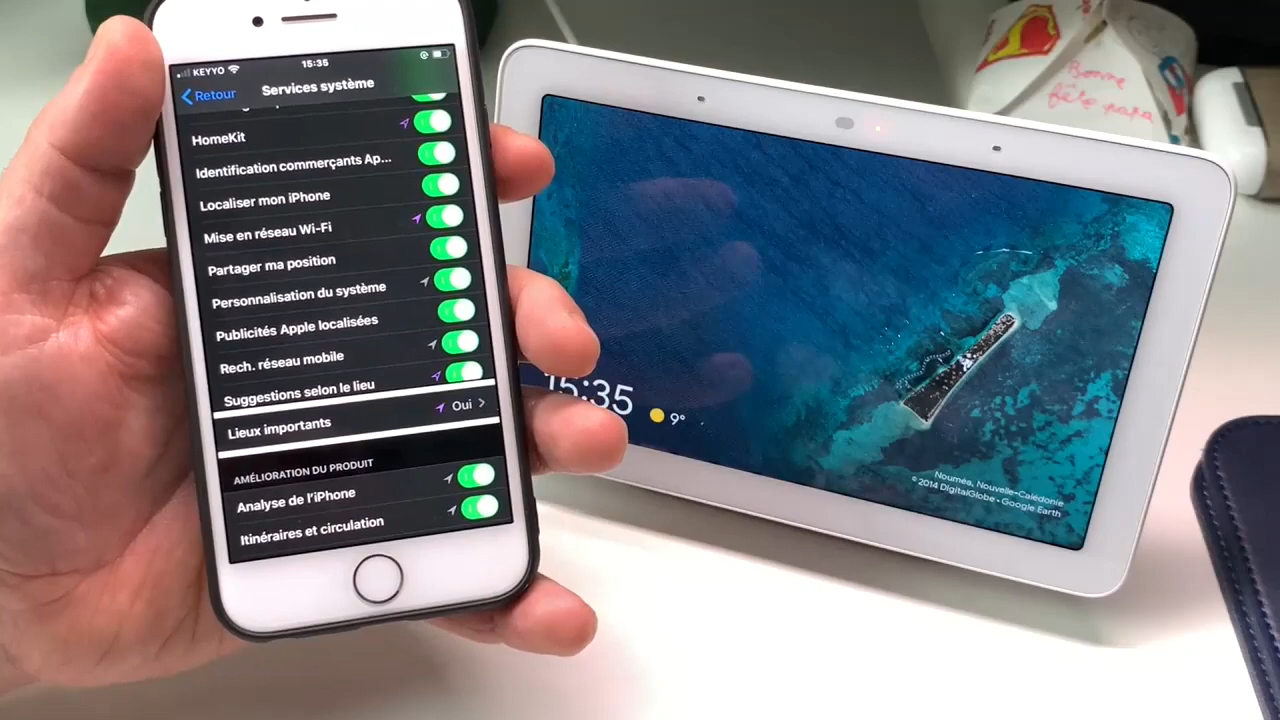 KEYYO
15:35
Retour
Services système
HomeKit
Identification commerçants Ap...
Localiser mon iPhone
Mise en réseau Wi-Fi
Partager ma position
Personnalisation du système
Publicités Apple localisées
Rech. réseau mobile
Suggestions selon le lieu
Lieux importants
Oui
AMÉLIORATION DU PRODUIT
Analyse de l'iPhone
Itinéraires et circulation
15:35
9°
Nouméa, Nouvelle-Calédonie
© 2014 DigitalGlobe • Google Earth
Bonne
fête papa